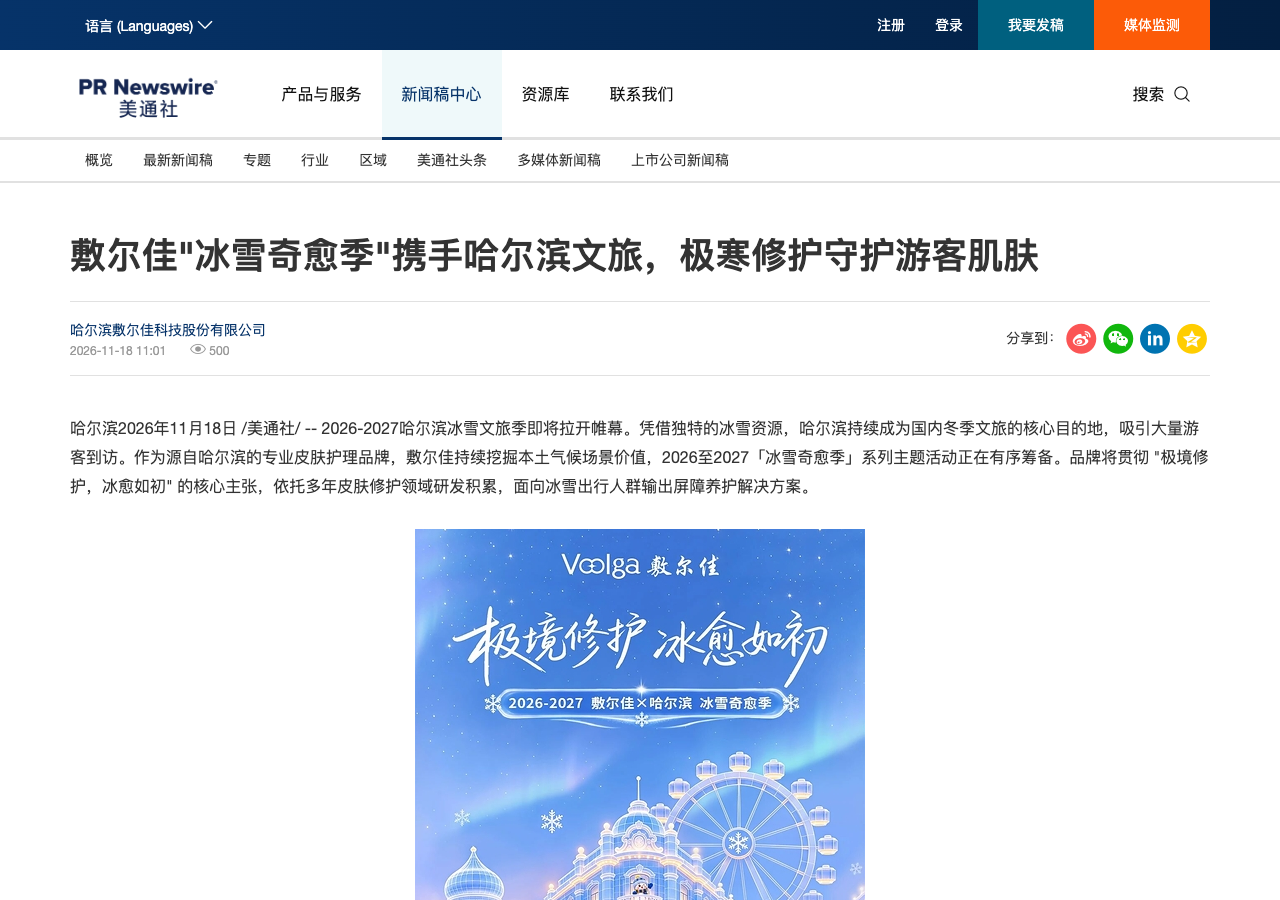 语言 (Languages)
注册
登录
我要发稿
媒体监测
PR Newswire®
美通社
产品与服务
新闻稿中心
资源库
联系我们
搜索
概览
最新新闻稿
专题
行业
区域
美通社头条
多媒体新闻稿
上市公司新闻稿
敷尔佳"冰雪奇愈季"携手哈尔滨文旅，极寒修护守护游客肌肤
哈尔滨敷尔佳科技股份有限公司
2026-11-18 11:01
500
分享到：
哈尔滨2026年11月18日 /美通社/ -- 2026-2027哈尔滨冰雪文旅季即将拉开帷幕。凭借独特的冰雪资源，哈尔滨持续成为国内冬季文旅的核心目的地，吸引大量游
客到访。作为源自哈尔滨的专业皮肤护理品牌，敷尔佳持续挖掘本土气候场景价值，2026至2027「冰雪奇愈季」系列主题活动正在有序筹备。品牌将贯彻 "极境修
护，冰愈如初" 的核心主张，依托多年皮肤修护领域研发积累，面向冰雪出行人群输出屏障养护解决方案。
Voolga 敷尔佳
极境修护 冰愈如初
2026-2027 敷尔佳×哈尔滨 冰雪奇愈季